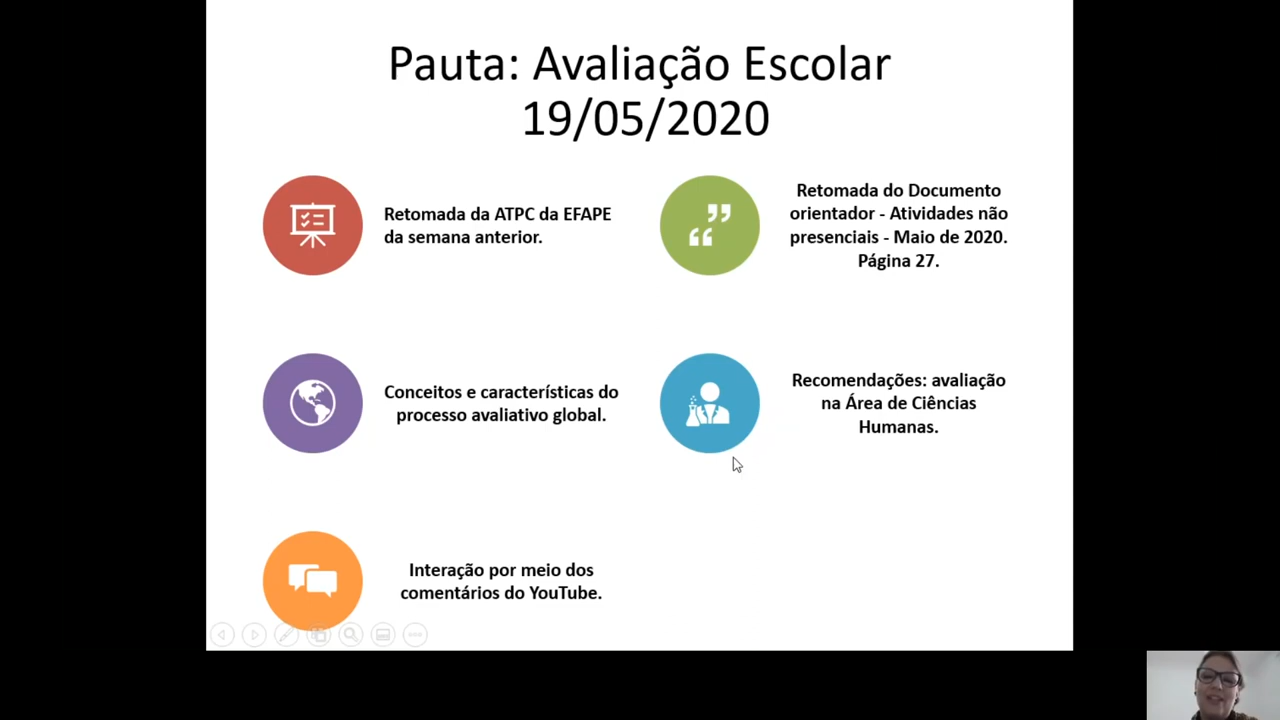 Pauta: Avaliação Escolar
19/05/2020
Retomada da ATPC da EFAPE
da semana anterior.
Retomada do Documento
orientador - Atividades não
presenciais - Maio de 2020.
Página 27.
Conceitos e características do
processo avaliativo global.
Recomendações: avaliação
na Área de Ciências
Humanas.
Interação por meio dos
comentários do YouTube.